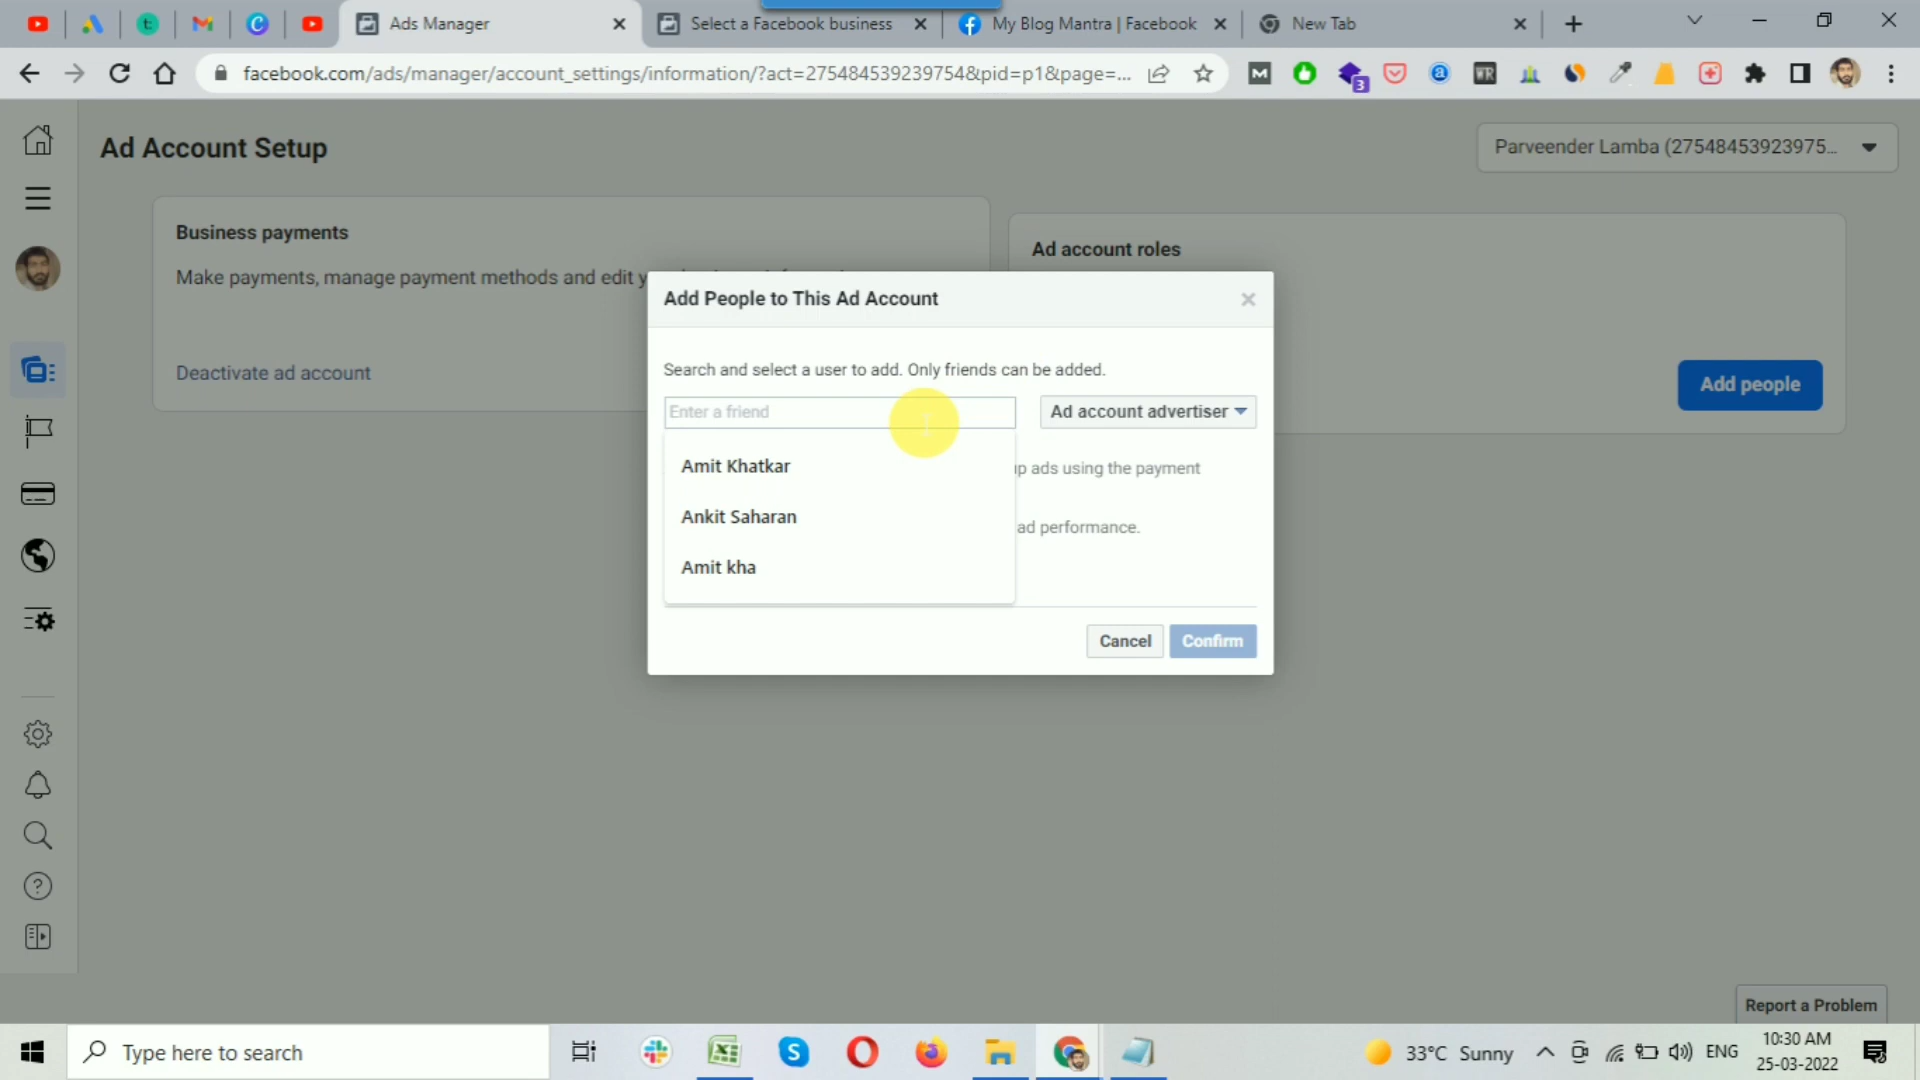 Ads Manager
Select a Facebook business
My Blog Mantra | Facebook
New Tab
facebook.com/ads/manager/account_settings/information/?act=275484539239754&pid=p1&page=...
3
Ad Account Setup
Parveender Lamba (27548453923975...
Business payments
Make payments, manage payment methods and edit
Deactivate ad account
Ad account roles
Add people
Add People to This Ad Account
Search and select a user to add. Only friends can be added.
Enter a friend
Ad account advertiser
Amit Khatkar
Ankit Saharan
Amit kha
up ads using the payment
ad performance.
Cancel
Confirm
Report a Problem
Type here to search
33°C Sunny
ENG
10:30 AM
25-03-2022